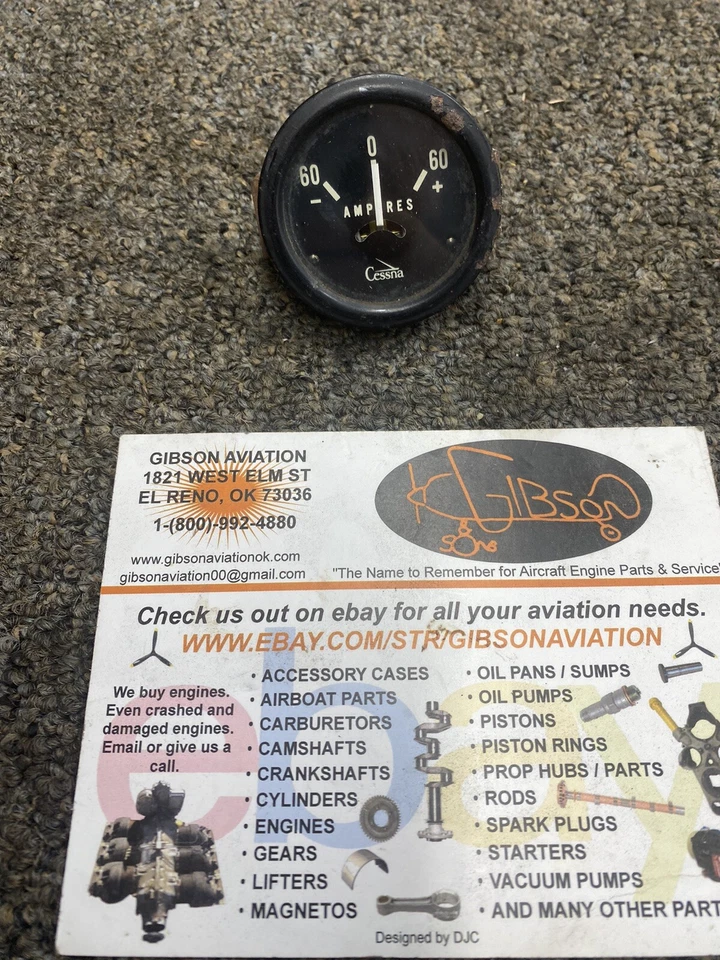 0
60 60
- +
AMPERES
Cessna
GIBSON AVIATION
1821 WEST ELM ST
EL RENO, OK 73036
1-(800)-992-4880
www.gibsonaviationok.com
gibsonaviation00@gmail.com
GIBSON
& SONS
"The Name to Remember for Aircraft Engine Parts & Service"
Check us out on ebay for all your aviation needs.
WWW.EBAY.COM/STR/GIBSONAVIATION
ebay
We buy engines.
Even crashed and
damaged engines.
Email or give us a
call.
• ACCESSORY CASES
• AIRBOAT PARTS
• CARBURETORS
• CAMSHAFTS
• CRANKSHAFTS
• CYLINDERS
• ENGINES
• GEARS
• LIFTERS
• MAGNETOS
• OIL PANS / SUMPS
• OIL PUMPS
• PISTONS
• PISTON RINGS
• PROP HUBS / PARTS
• RODS
• SPARK PLUGS
• STARTERS
• VACUUM PUMPS
• AND MANY OTHER PART
Designed by DJC